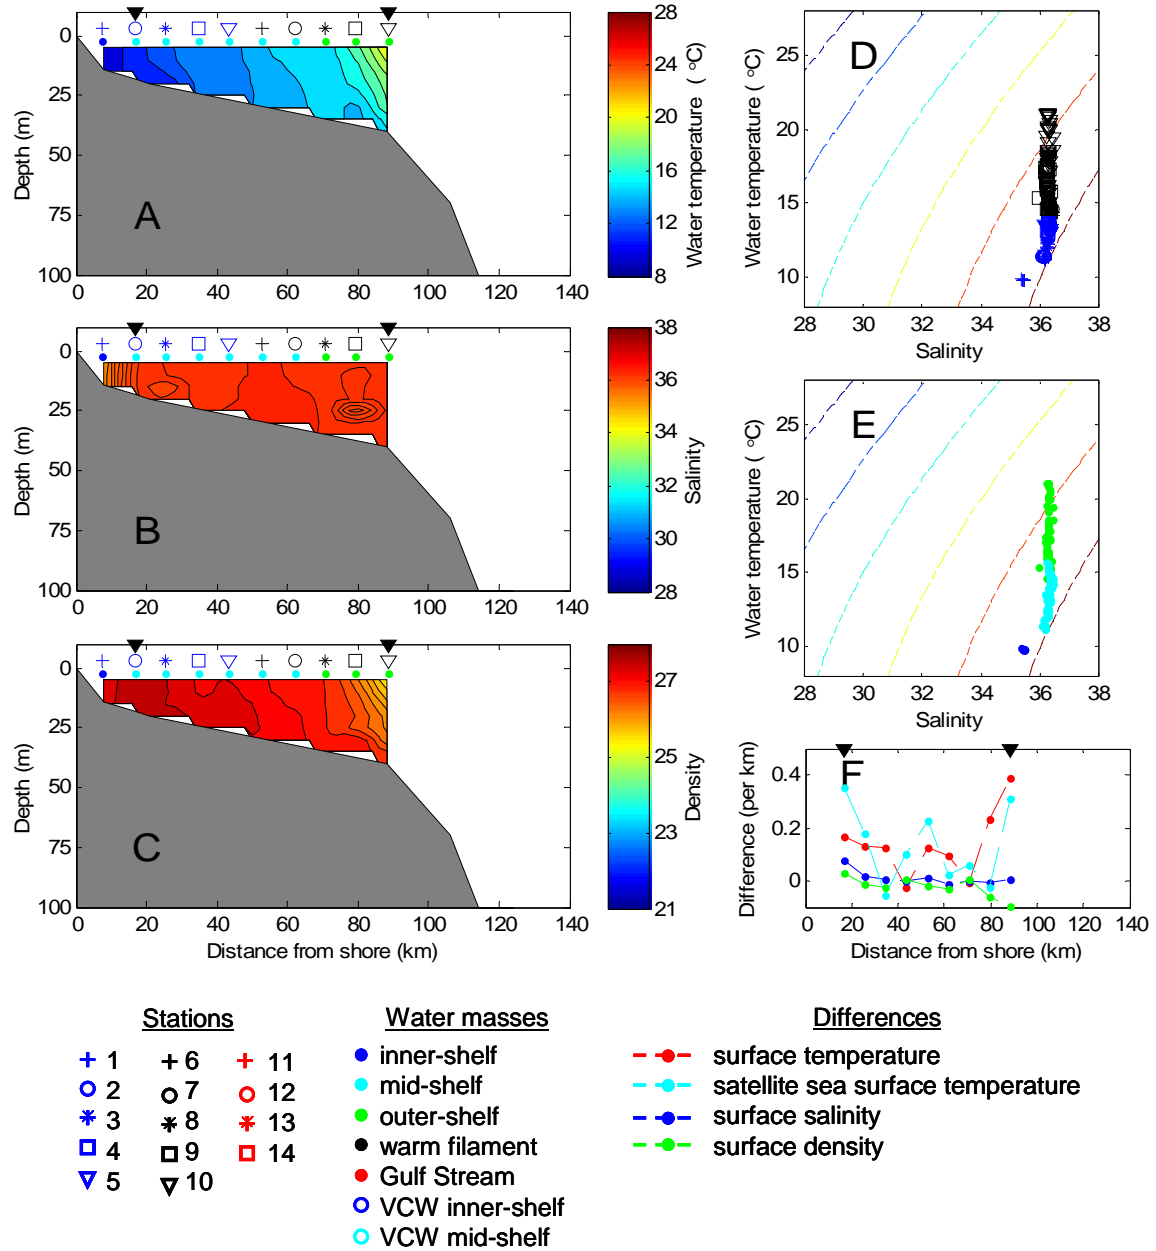 0
25
50
75
100
Depth (m)
A
0 20 40 60 80 100 120 140
28
24
20
16
12
8
Water temperature ( °C)
0
25
50
75
100
Depth (m)
B
0 20 40 60 80 100 120 140
38
36
34
32
30
28
Salinity
0
25
50
75
100
Depth (m)
C
0 20 40 60 80 100 120 140
Distance from shore (km)
27
25
23
21
Density
D
25
20
15
10
Water temperature ( °C)
28 30 32 34 36 38
Salinity
E
25
20
15
10
Water temperature ( °C)
28 30 32 34 36 38
Salinity
F
0.4
0.2
0
Difference (per km)
0 20 40 60 80 100 120 140
Distance from shore (km)
Stations
1 6 11
2 7 12
3 8 13
4 9 14
5 10
Water masses
inner-shelf
mid-shelf
outer-shelf
warm filament
Gulf Stream
VCW inner-shelf
VCW mid-shelf
Differences
surface temperature
satellite sea surface temperature
surface salinity
surface density